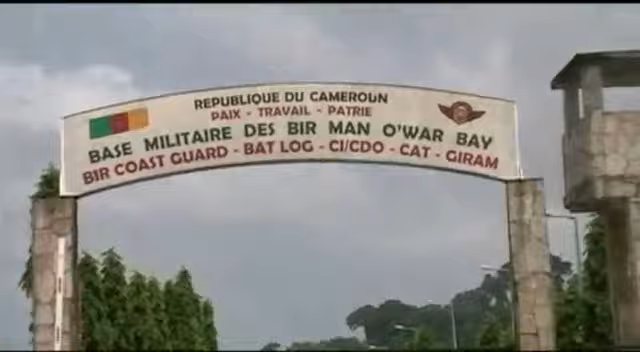 REPUBLIQUE DU CAMEROUN
PAIX - TRAVAIL - PATRIE
BASE MILITAIRE DES BIR MAN O'WAR BAY
BIR COAST GUARD - BAT LOG - CI/CDO - CAT - GIRAM